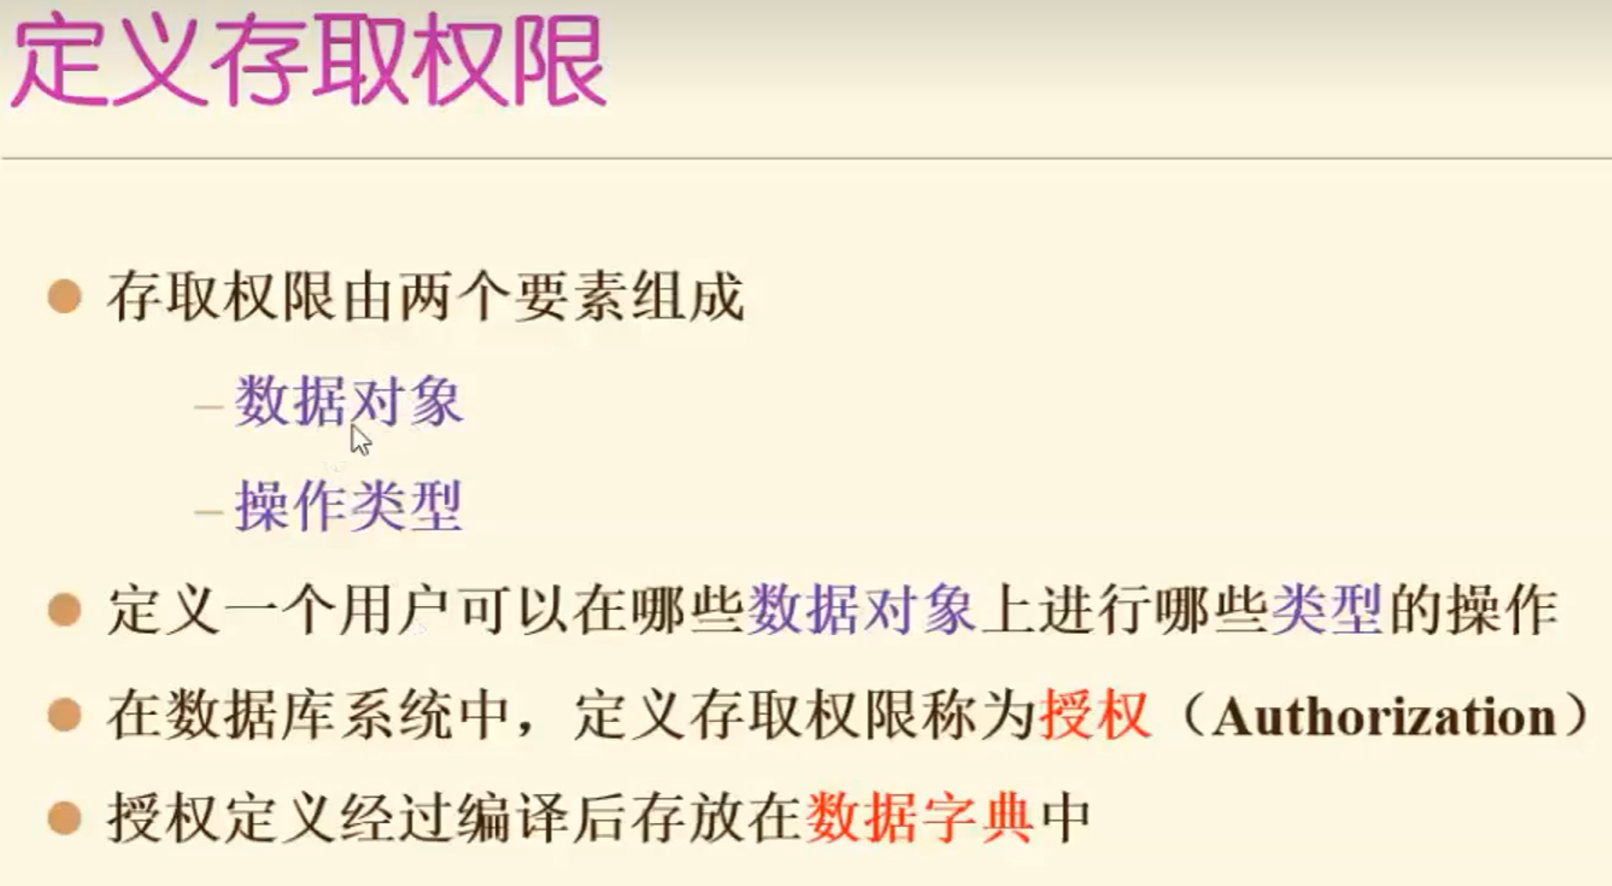 定义存取权限
存取权限由两个要素组成
–数据对象
–操作类型
定义一个用户可以在哪些数据对象上进行哪些类型的操作
在数据库系统中，定义存取权限称为授权（Authorization）
授权定义经过编译后存放在数据字典中